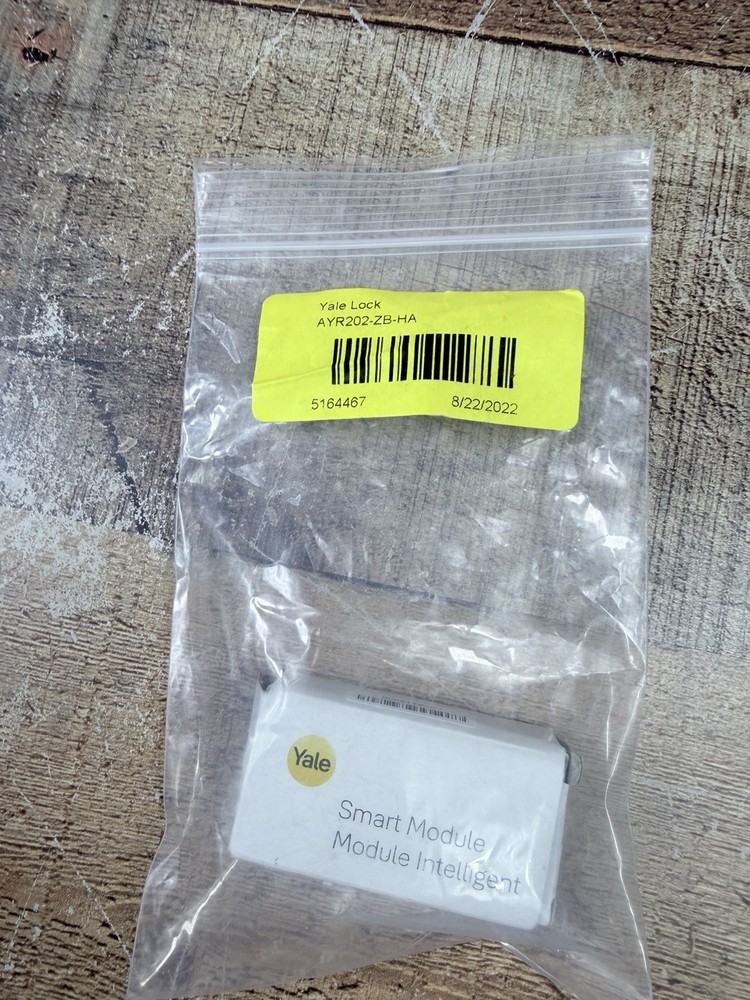 Yale Lock
AYR202-ZB-HA
5164467 8/22/2022
Yale
Smart Module
Module Intelligent